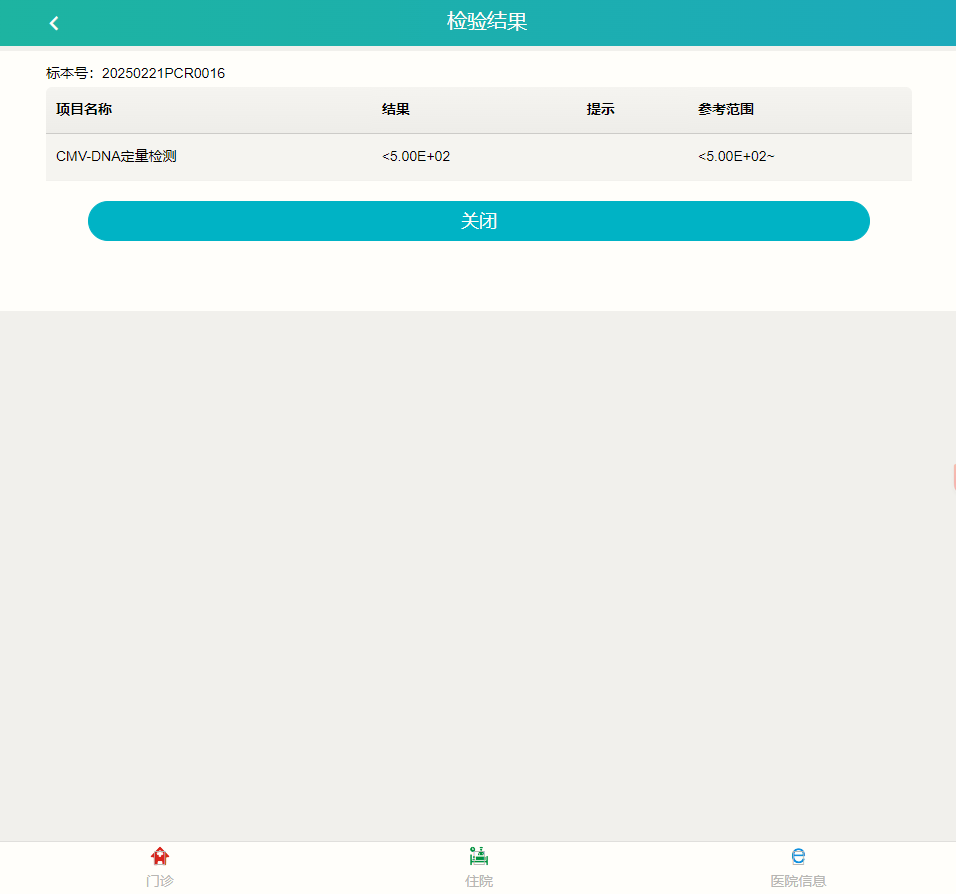 检验结果
标本号：20250221PCR0016
项目名称 结果 提示 参考范围
CMV-DNA定量检测 <5.00E+02 <5.00E+02~
关闭
门诊 住院 医院信息